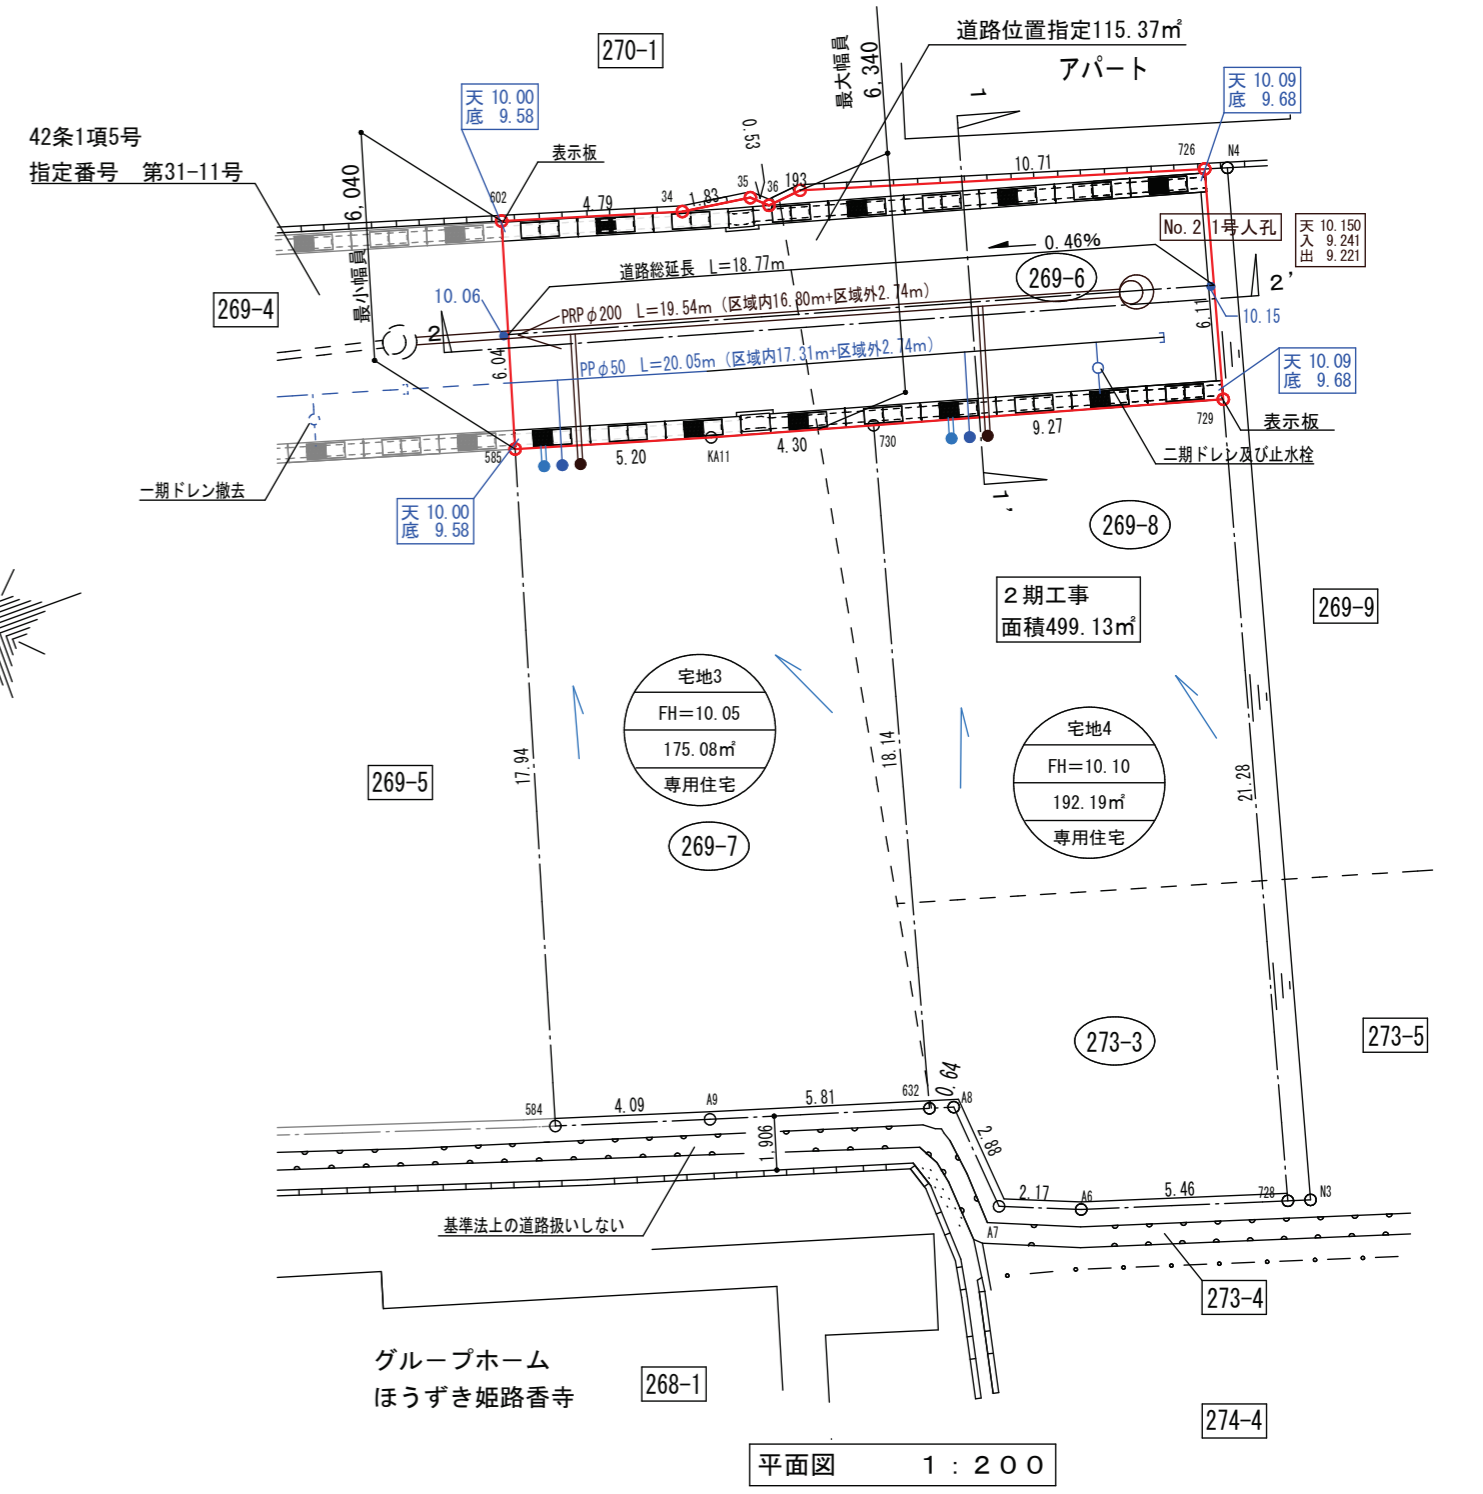 270-1
道路位置指定115.37㎡
アパート
最大幅員
6,340
天 10.00
底 9.58
天 10.09
底 9.68
42条1項5号
指定番号 第31-11号
表示板
0.53
1
726
N4
10.71
6,040
最小幅員
602
4.79
34
1.83
35
36
193
No.2 1号人孔
天 10.150
入 9.241
出 9.221
0.46%
269-6
道路総延長 L=18.77m
269-4
10.06
PRPφ200 L=19.54m（区域内16.80m+区域外2.74m）
2
2'
6.11
10.15
6.04
PPφ50 L=20.05m（区域内17.31m+区域外2.74m）
天 10.09
底 9.68
729
表示板
9.27
730
4.30
KA11
5.20
585
二期ドレン及び止水栓
一期ドレン撤去
1'
天 10.00
底 9.58
269-8
2期工事
面積499.13㎡
269-9
宅地3
FH=10.05
175.08㎡
専用住宅
宅地4
FH=10.10
192.19㎡
専用住宅
17.94
18.14
21.28
269-5
269-7
273-3
273-5
584
4.09
A9
5.81
632
0.64
A8
1,906
2.88
2.17
A6
5.46
728
N3
A7
基準法上の道路扱いしない
273-4
グループホーム
ほうずき姫路香寺
268-1
274-4
平面図 1：200